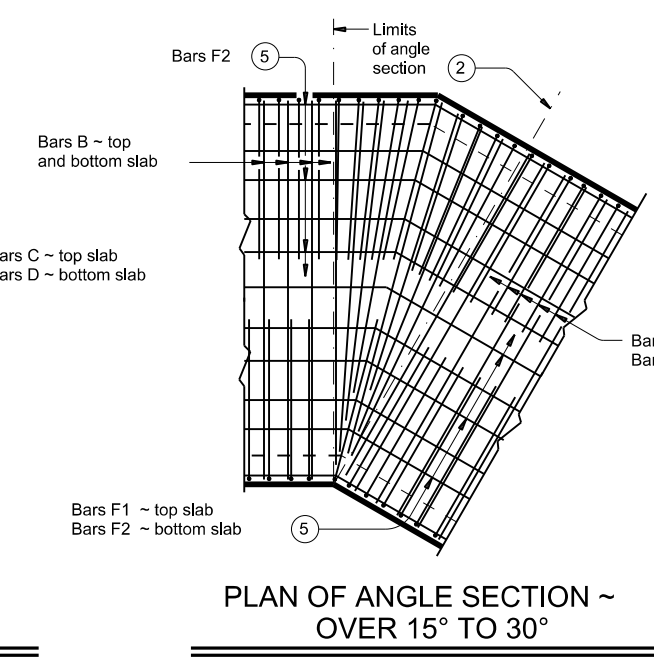 Limits
of angle
section
Bars F2
5
2
Bars B ~ top
and bottom slab
ars C ~ top slab
ars D ~ bottom slab
Bar
Bar
Bars F1 ~ top slab
Bars F2 ~ bottom slab
5
PLAN OF ANGLE SECTION ~
OVER 15° TO 30°